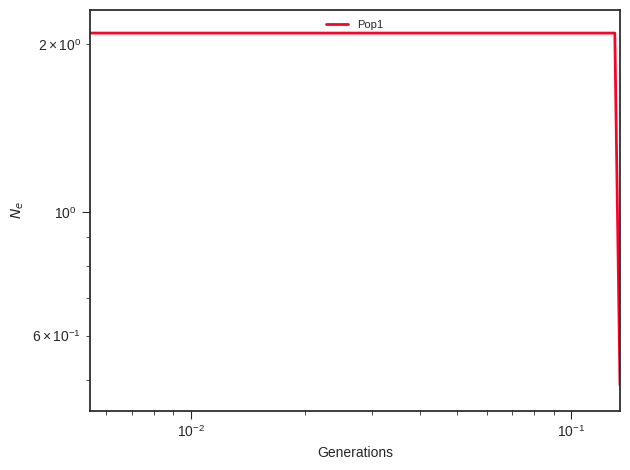 Pop1
2 × 10⁰
10⁰
6 × 10⁻¹
Nₑ
10⁻²
10⁻¹
Generations